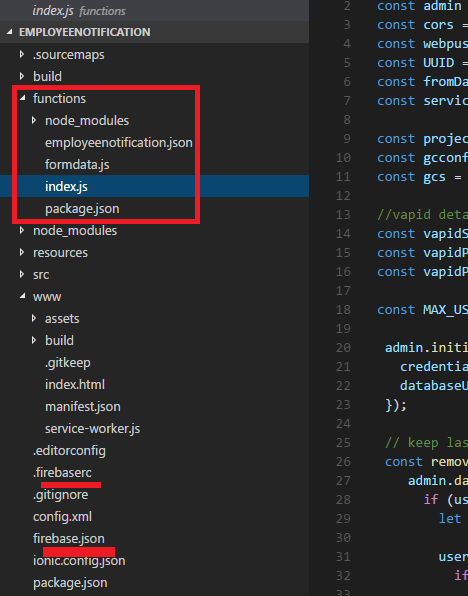 index.js functions
EMPLOYEENOTIFICATION
.sourcemaps
build
functions
node_modules
employeenotification.json
formdata.js
index.js
package.json
node_modules
resources
src
www
assets
build
.gitkeep
index.html
manifest.json
service-worker.js
.editorconfig
.firebaserc
.gitignore
config.xml
firebase.json
ionic.config.json
package.json
2 const admin
3 const cors =
4 const webpus
5 const UUID =
6 const fromDa
7 const servic
8
9 const projec
10 const gcconf
11 const gcs =
12
13 //vapid deta
14 const vapidS
15 const vapidP
16 const vapidP
17
18 const MAX_US
19
20 admin.initi
21 credentia
22 databaseU
23 });
24
25 // keep las
26 const remov
27 admin.da
28 if (us
29 let
30
31 user
32 if
33